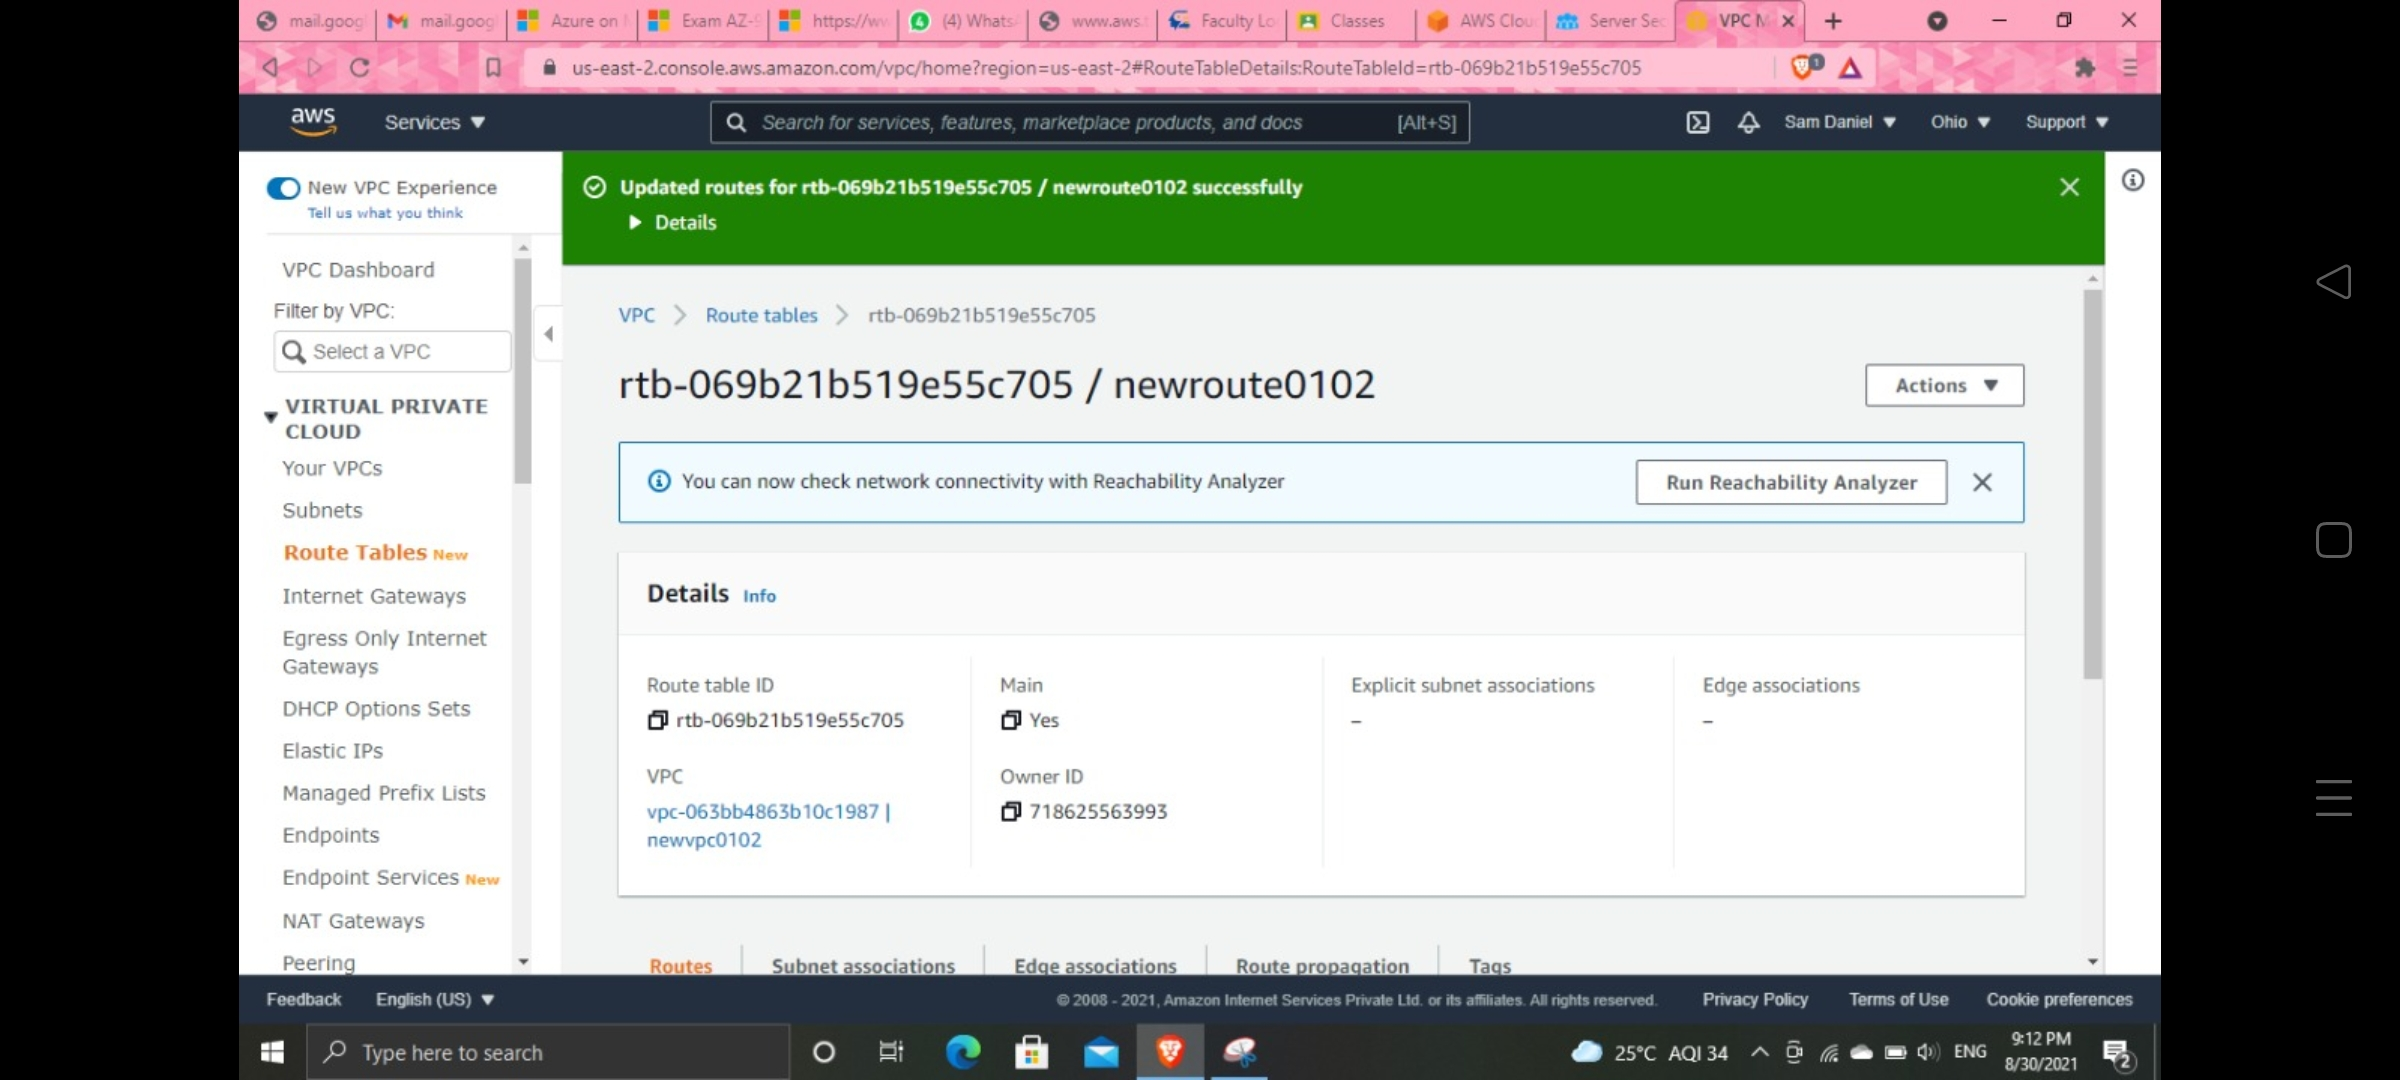 mail.goog
mail.goog
Azure on
Exam AZ-9
https://ww
(4) Whats
www.aws.
Faculty Lo
Classes
AWS Clou
Server Sec
VPC M
us-east-2.console.aws.amazon.com/vpc/home?region=us-east-2#RouteTableDetails:RouteTableId=rtb-069b21b519e55c705
1
aws
Services
Search for services, features, marketplace products, and docs
[Alt+S]
Sam Daniel
Ohio
Support
New VPC Experience
Tell us what you think
Updated routes for rtb-069b21b519e55c705 / newroute0102 successfully
Details
VPC Dashboard
Filter by VPC:
Select a VPC
VIRTUAL PRIVATE
CLOUD
Your VPCs
Subnets
Route Tables New
Internet Gateways
Egress Only Internet
Gateways
DHCP Options Sets
Elastic IPs
Managed Prefix Lists
Endpoints
Endpoint Services New
NAT Gateways
Peering
VPC > Route tables > rtb-069b21b519e55c705
rtb-069b21b519e55c705 / newroute0102
Actions
You can now check network connectivity with Reachability Analyzer
Run Reachability Analyzer
Details Info
Route table ID
rtb-069b21b519e55c705
Main
Yes
Explicit subnet associations
–
Edge associations
–
VPC
vpc-063bb4863b10c1987 |
newvpc0102
Owner ID
718625563993
Routes
Subnet associations
Edge associations
Route propagation
Tags
Feedback
English (US)
© 2008 - 2021, Amazon Internet Services Private Ltd. or its affiliates. All rights reserved.
Privacy Policy
Terms of Use
Cookie preferences
Type here to search
25°C AQI 34
ENG
9:12 PM
8/30/2021
2